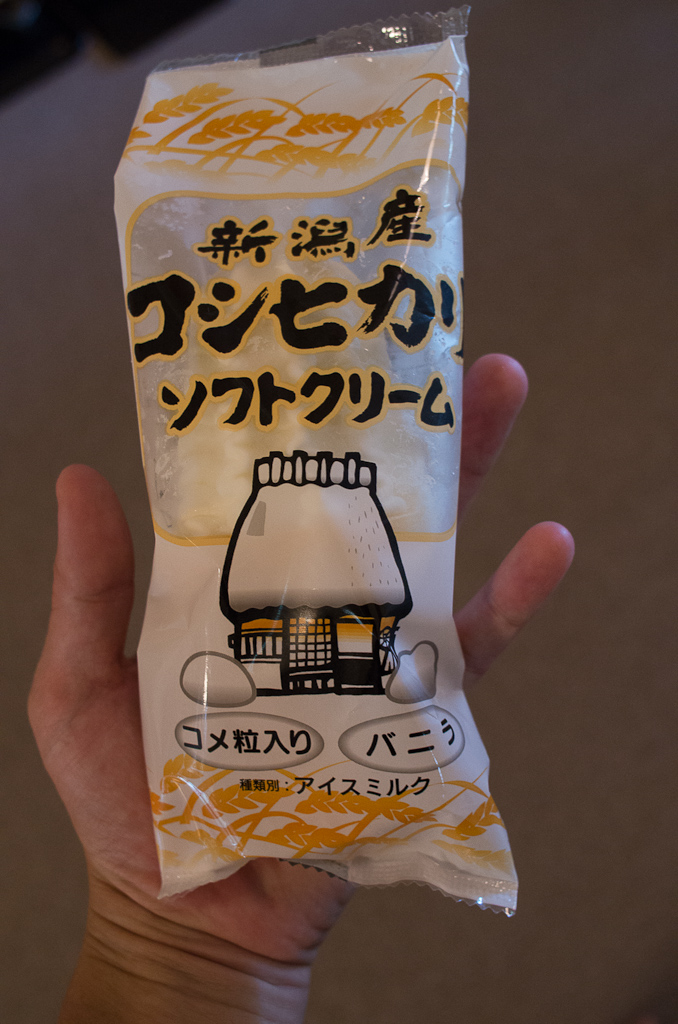 新潟産
コシヒカリ
ソフトクリーム
コメ粒入り
バニラ
種類別：アイスミルク